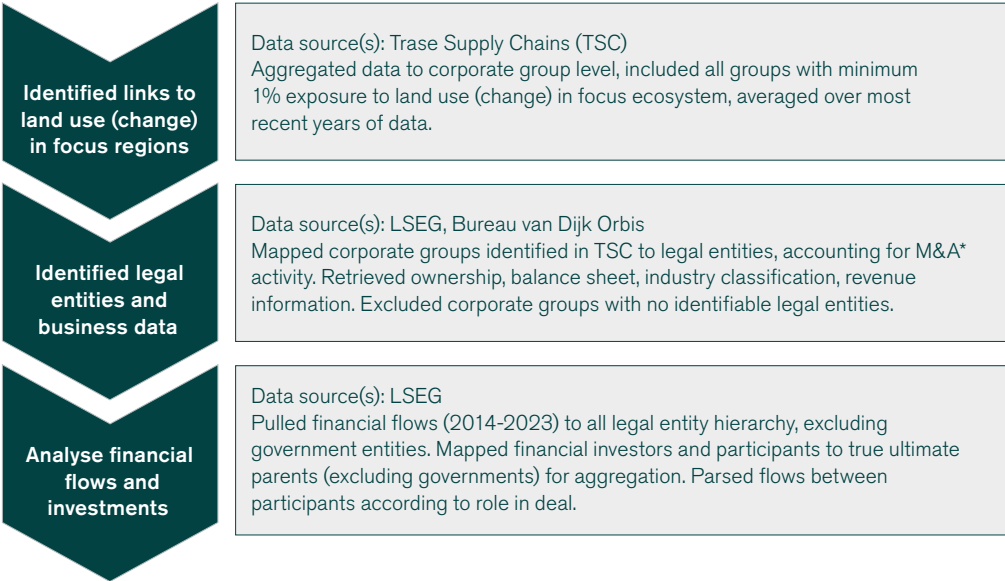 Identified links to
land use (change)
in focus regions
Data source(s): Trase Supply Chains (TSC)
Aggregated data to corporate group level, included all groups with minimum
1% exposure to land use (change) in focus ecosystem, averaged over most
recent years of data.
Identified legal
entities and
business data
Data source(s): LSEG, Bureau van Dijk Orbis
Mapped corporate groups identified in TSC to legal entities, accounting for M&A*
activity. Retrieved ownership, balance sheet, industry classification, revenue
information. Excluded corporate groups with no identifiable legal entities.
Analyse financial
flows and
investments
Data source(s): LSEG
Pulled financial flows (2014-2023) to all legal entity hierarchy, excluding
government entities. Mapped financial investors and participants to true ultimate
parents (excluding governments) for aggregation. Parsed flows between
participants according to role in deal.